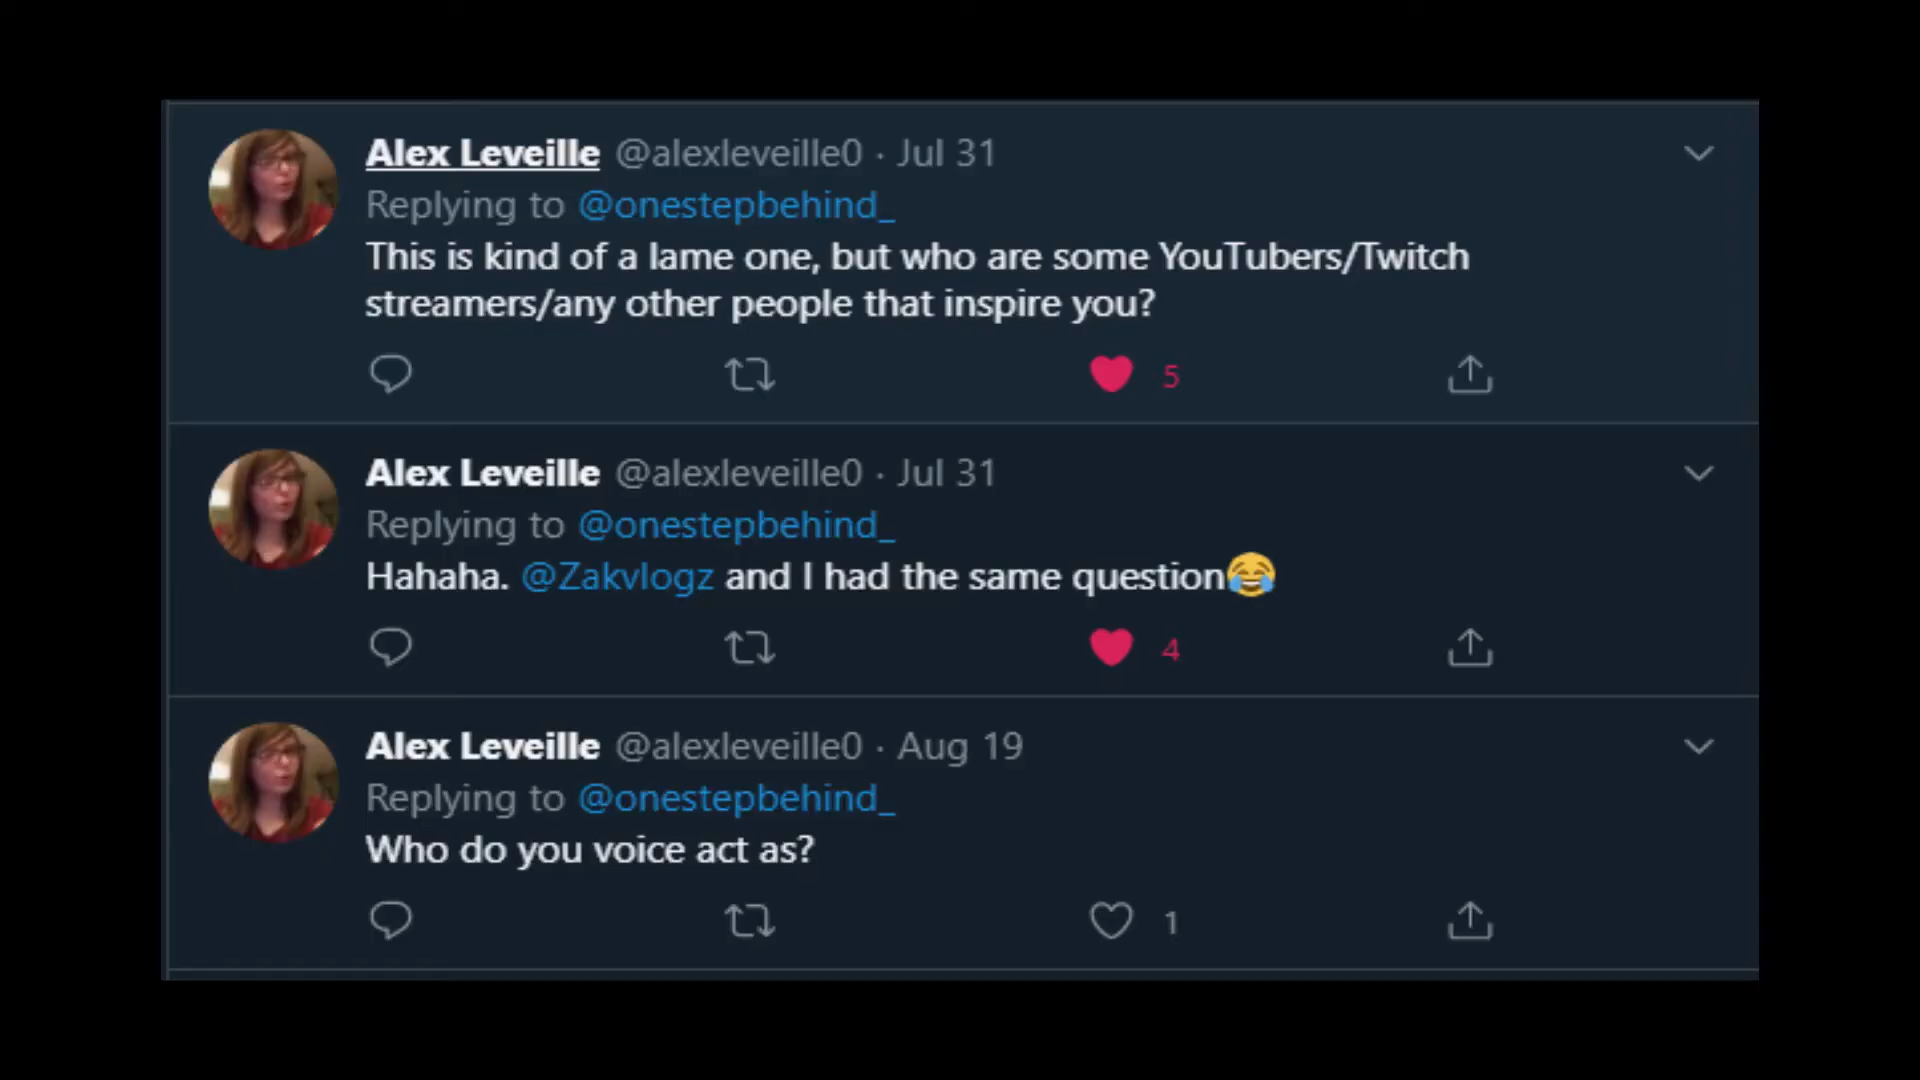 Alex Leveille @alexleveille0 · Jul 31
Replying to @onestepbehind_
This is kind of a lame one, but who are some YouTubers/Twitch
streamers/any other people that inspire you?
5
Alex Leveille @alexleveille0 · Jul 31
Replying to @onestepbehind_
Hahaha. @Zakvlogz and I had the same question😂
4
Alex Leveille @alexleveille0 · Aug 19
Replying to @onestepbehind_
Who do you voice act as?
1